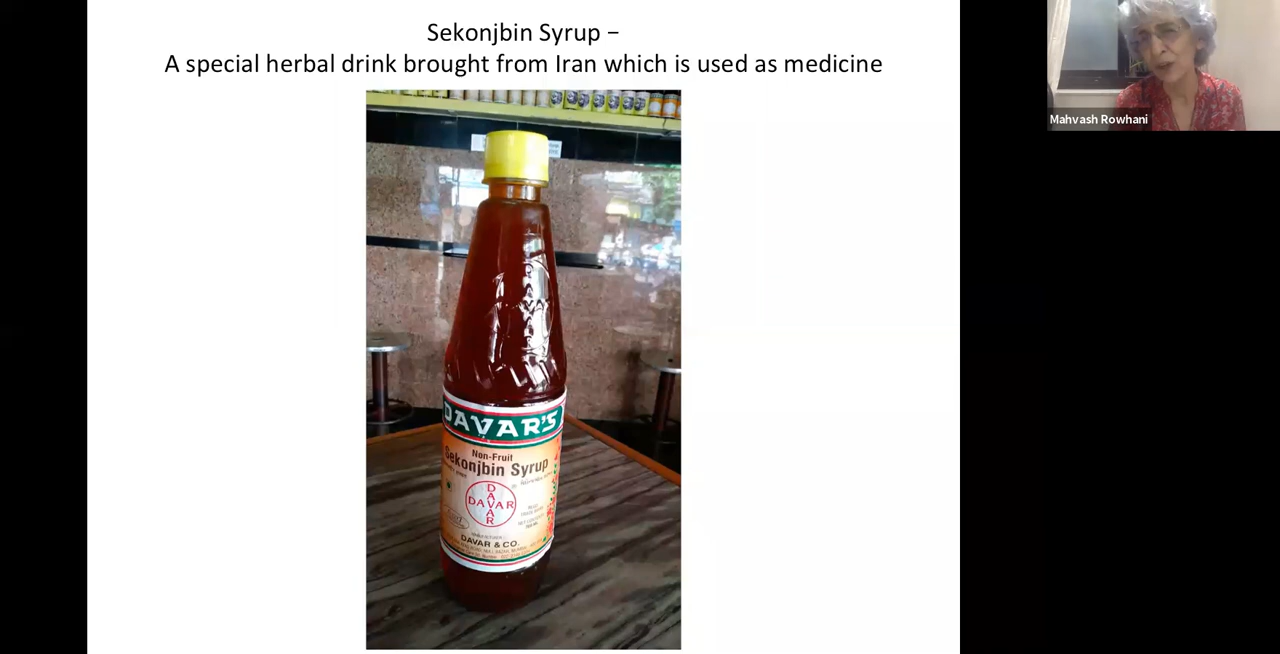 Sekonjbin Syrup –
A special herbal drink brought from Iran which is used as medicine
Mahvash Rowhani
DAVAR'S
Non-Fruit
Sekonjbin Syrup
DAVAR
DAVAR
DAVAR & CO.